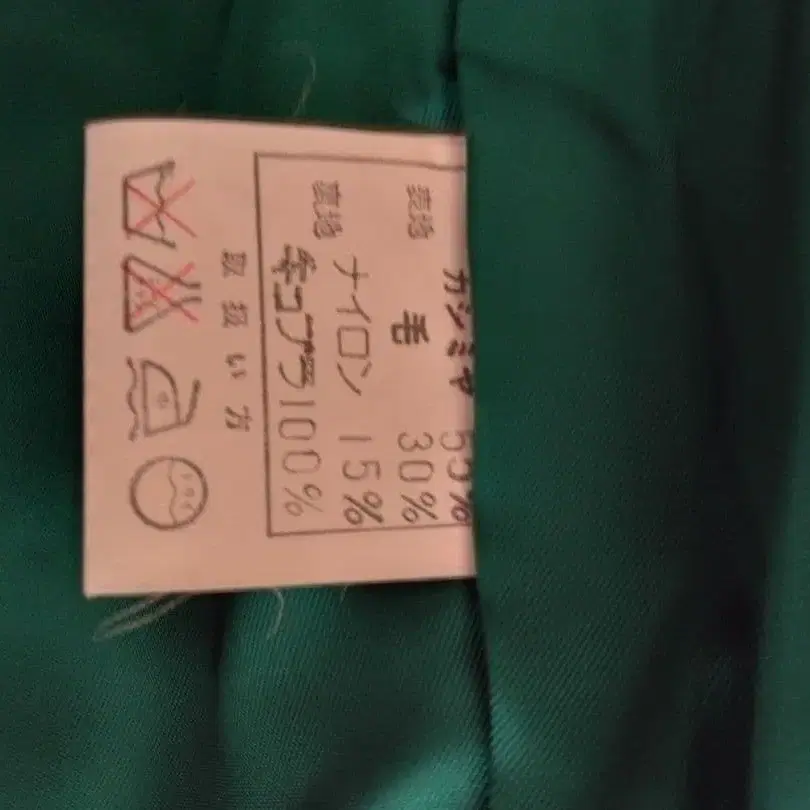 カシミヤ 55%
表地 毛 30%
ナイロン 15%
裏地 キュプラ100%
取扱い方